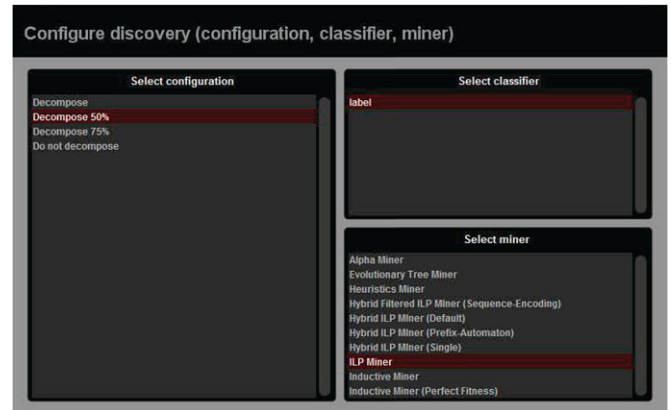 Configure discovery (configuration, classifier, miner)
Select configuration
Decompose
Decompose 50%
Decompose 75%
Do not decompose
Select classifier
label
Select miner
Alpha Miner
Evolutionary Tree Miner
Heuristics Miner
Hybrid Filtered ILP MIner (Sequence-Encoding)
Hybrid ILP MIner (Default)
Hybrid ILP MIner (Prefix-Automaton)
Hybrid ILP MIner (Single)
ILP Miner
Inductive Miner
Inductive Miner (Perfect Fitness)